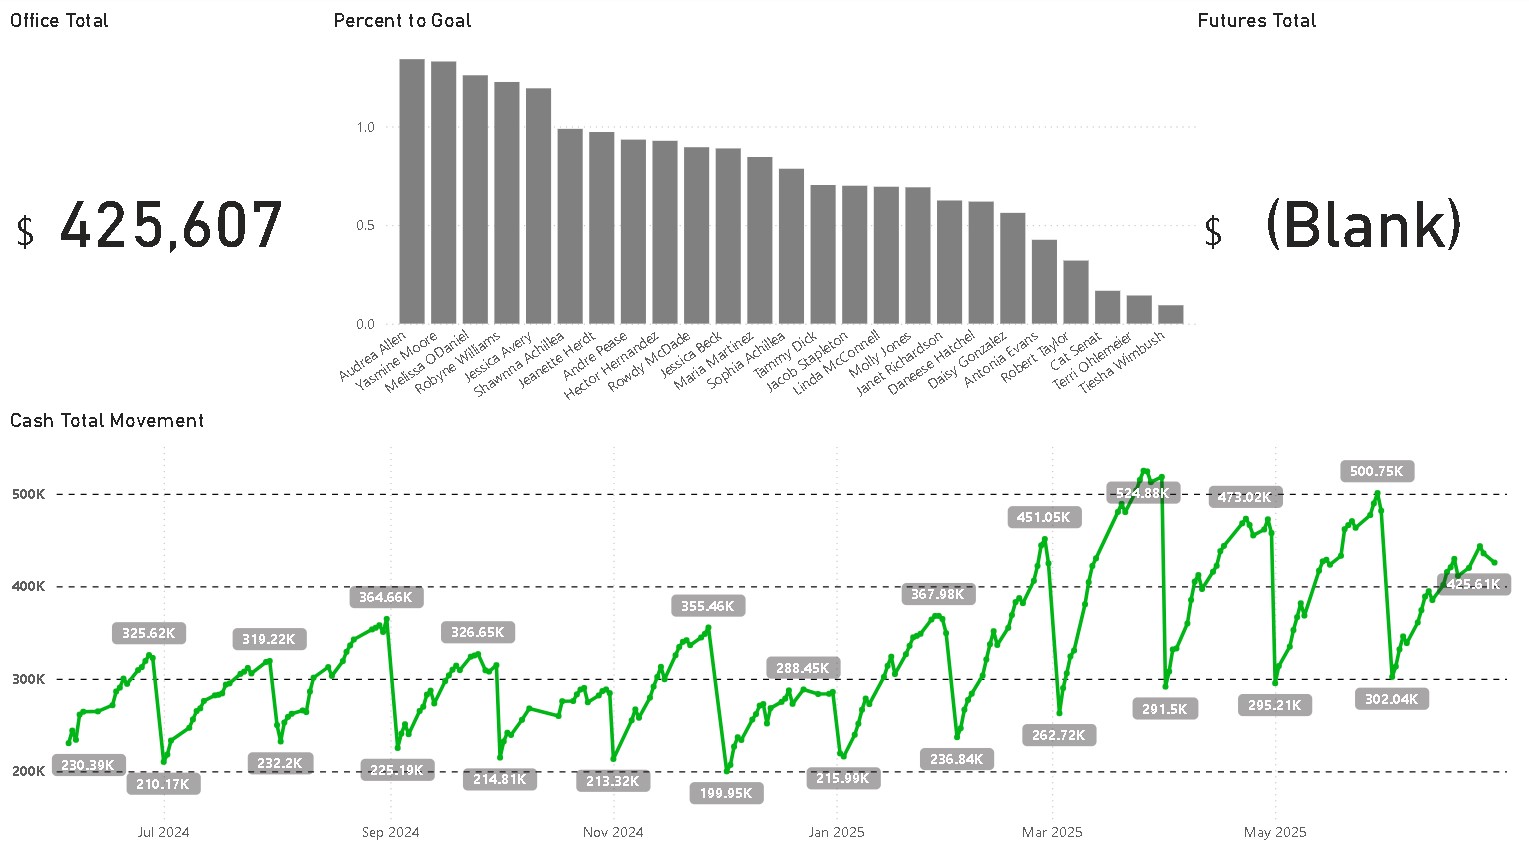 Office Total
Percent to Goal
Futures Total
$ 425,607
1.0
0.5
0.0
Audrea Allen
Yasmine Moore
Melissa ODaniel
Robyne Williams
Jessica Avery
Shawnna Achillea
Jeanette Herdt
Andre Pease
Hector Hernandez
Rowdy McDade
Jessica Beck
Maria Martinez
Sophia Achillea
Tammy Dick
Jacob Stapleton
Linda McConnell
Molly Jones
Janet Richardson
Daneese Hatchel
Daisy Gonzalez
Antonia Evans
Robert Taylor
Cat Senat
Terri Ohlemeier
Tiesha Wimbush
$ (Blank)
Cash Total Movement
500K
400K
300K
200K
230.39K
325.62K
210.17K
319.22K
232.2K
364.66K
225.19K
326.65K
214.81K
213.32K
355.46K
199.95K
288.45K
215.99K
367.98K
236.84K
451.05K
262.72K
524.88K
291.5K
473.02K
295.21K
500.75K
302.04K
425.61K
Jul 2024
Sep 2024
Nov 2024
Jan 2025
Mar 2025
May 2025